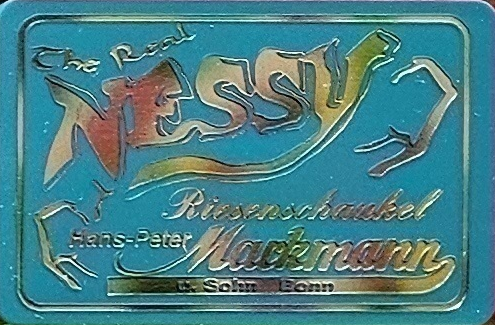 The Real
NESSY
Riesenschaukel
Hans-Peter Mackmann
u. Sohn Bonn